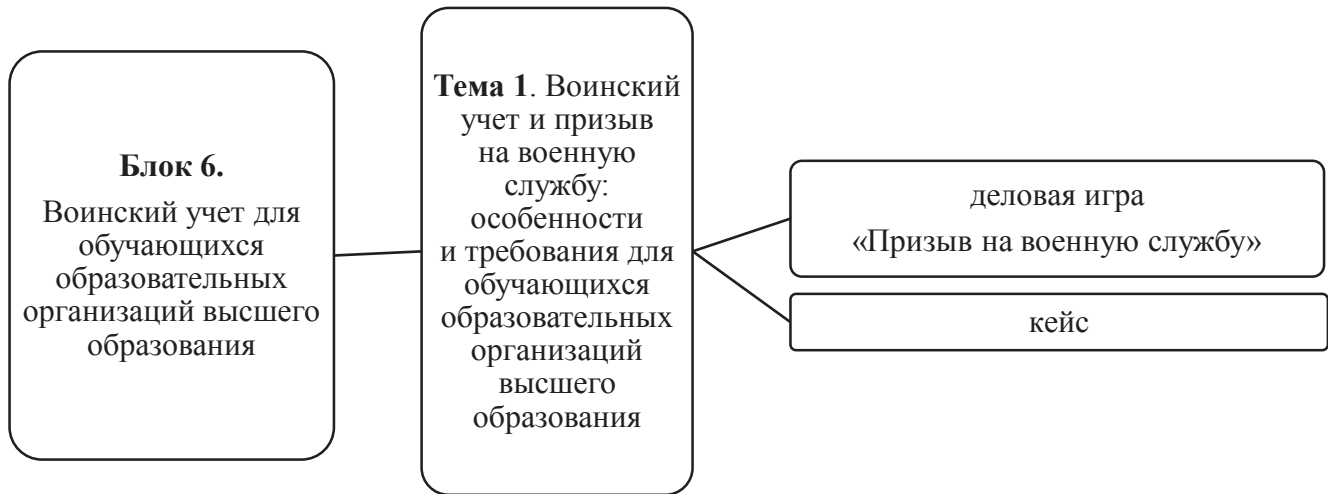 Блок 6.
Воинский учет для
обучающихся
образовательных
организаций высшего
образования
Тема 1. Воинский
учет и призыв
на военную
службу:
особенности
и требования для
обучающихся
образовательных
организаций
высшего
образования
деловая игра
«Призыв на военную службу»
кейс